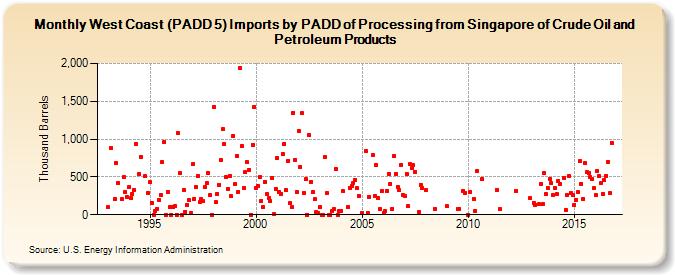 Monthly West Coast (PADD 5) Imports by PADD of Processing from Singapore of Crude Oil and
Petroleum Products
Thousand Barrels
2,000
1,500
1,000
500
0
1995
2000
2005
2010
2015
Source: U.S. Energy Information Administration